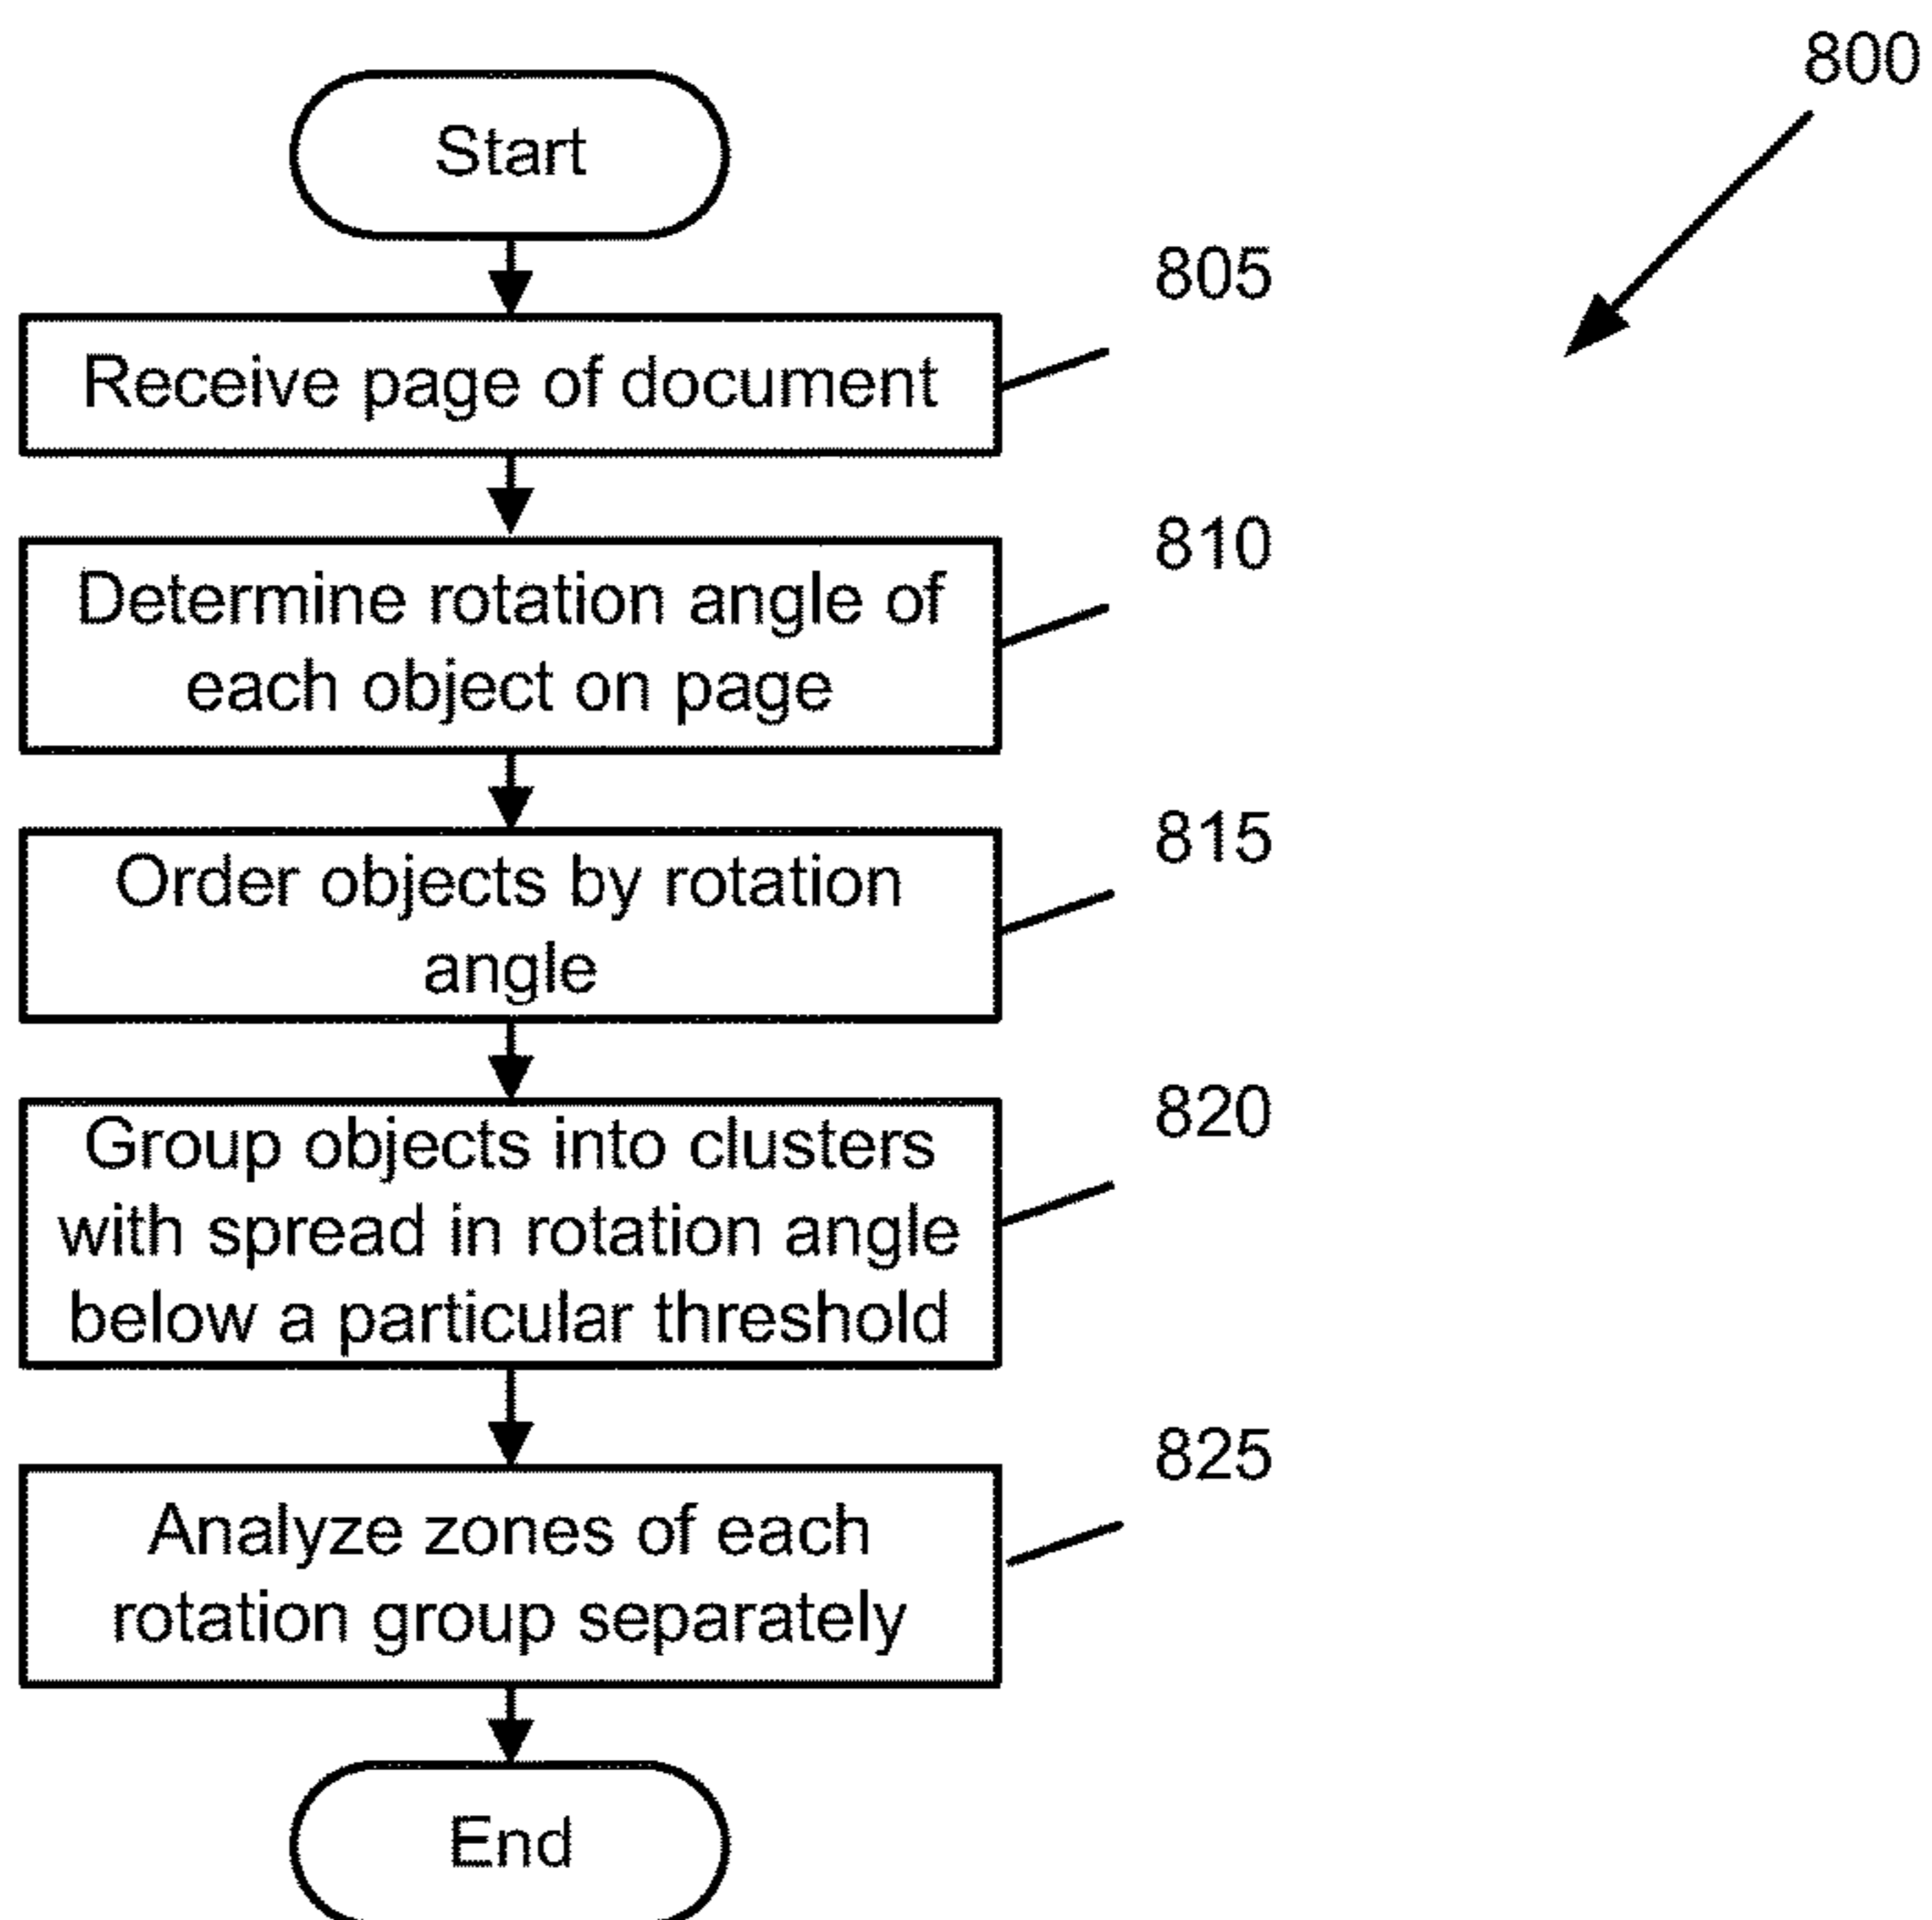 800
Start
805
Receive page of document
810
Determine rotation angle of
each object on page
815
Order objects by rotation
angle
820
Group objects into clusters
with spread in rotation angle
below a particular threshold
825
Analyze zones of each
rotation group separately
End